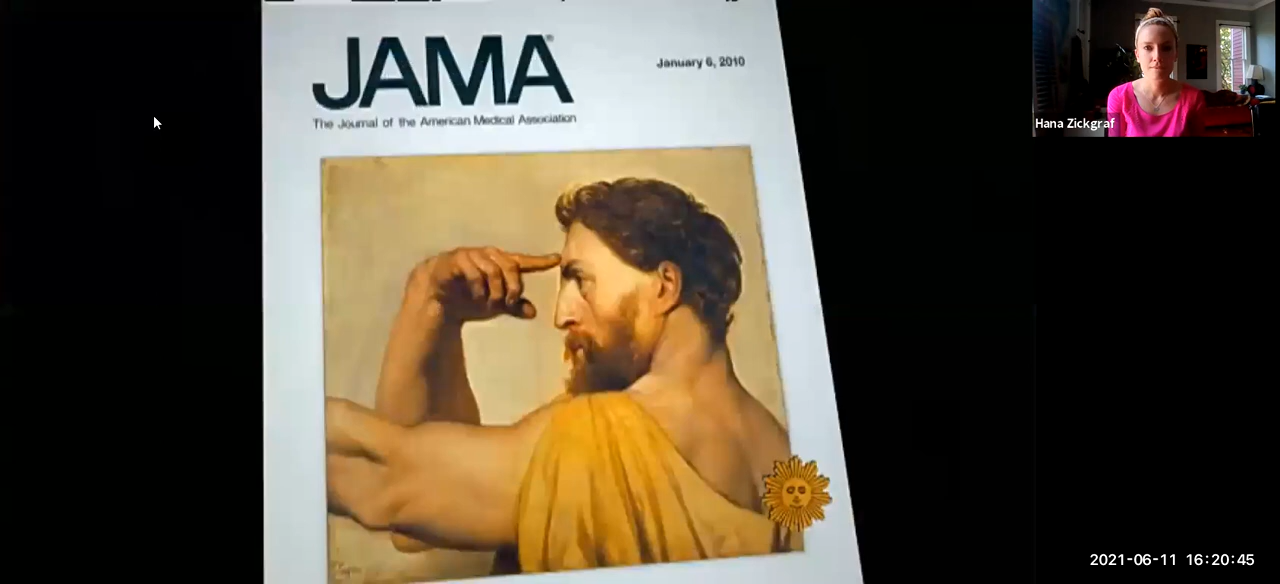 JAMA®
January 6, 2010
The Journal of the American Medical Association
Hana Zickgraf
2021-06-11 16:20:45